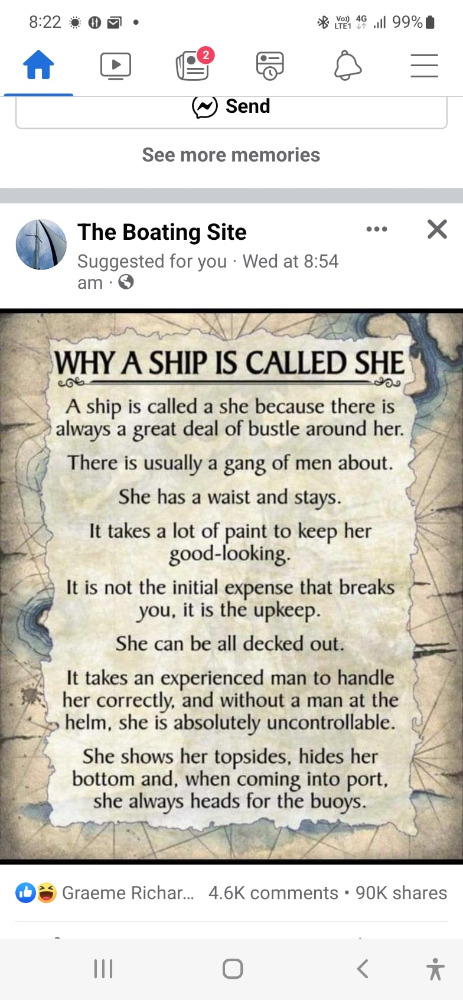 8:22
Vo)) 4G
LTE1
99%
2
Send
See more memories
The Boating Site
Suggested for you · Wed at 8:54
am ·
WHY A SHIP IS CALLED SHE
A ship is called a she because there is
always a great deal of bustle around her.
There is usually a gang of men about.
She has a waist and stays.
It takes a lot of paint to keep her
good-looking.
It is not the initial expense that breaks
you, it is the upkeep.
She can be all decked out.
It takes an experienced man to handle
her correctly, and without a man at the
helm, she is absolutely uncontrollable.
She shows her topsides, hides her
bottom and, when coming into port,
she always heads for the buoys.
Graeme Richar... 4.6K comments • 90K shares